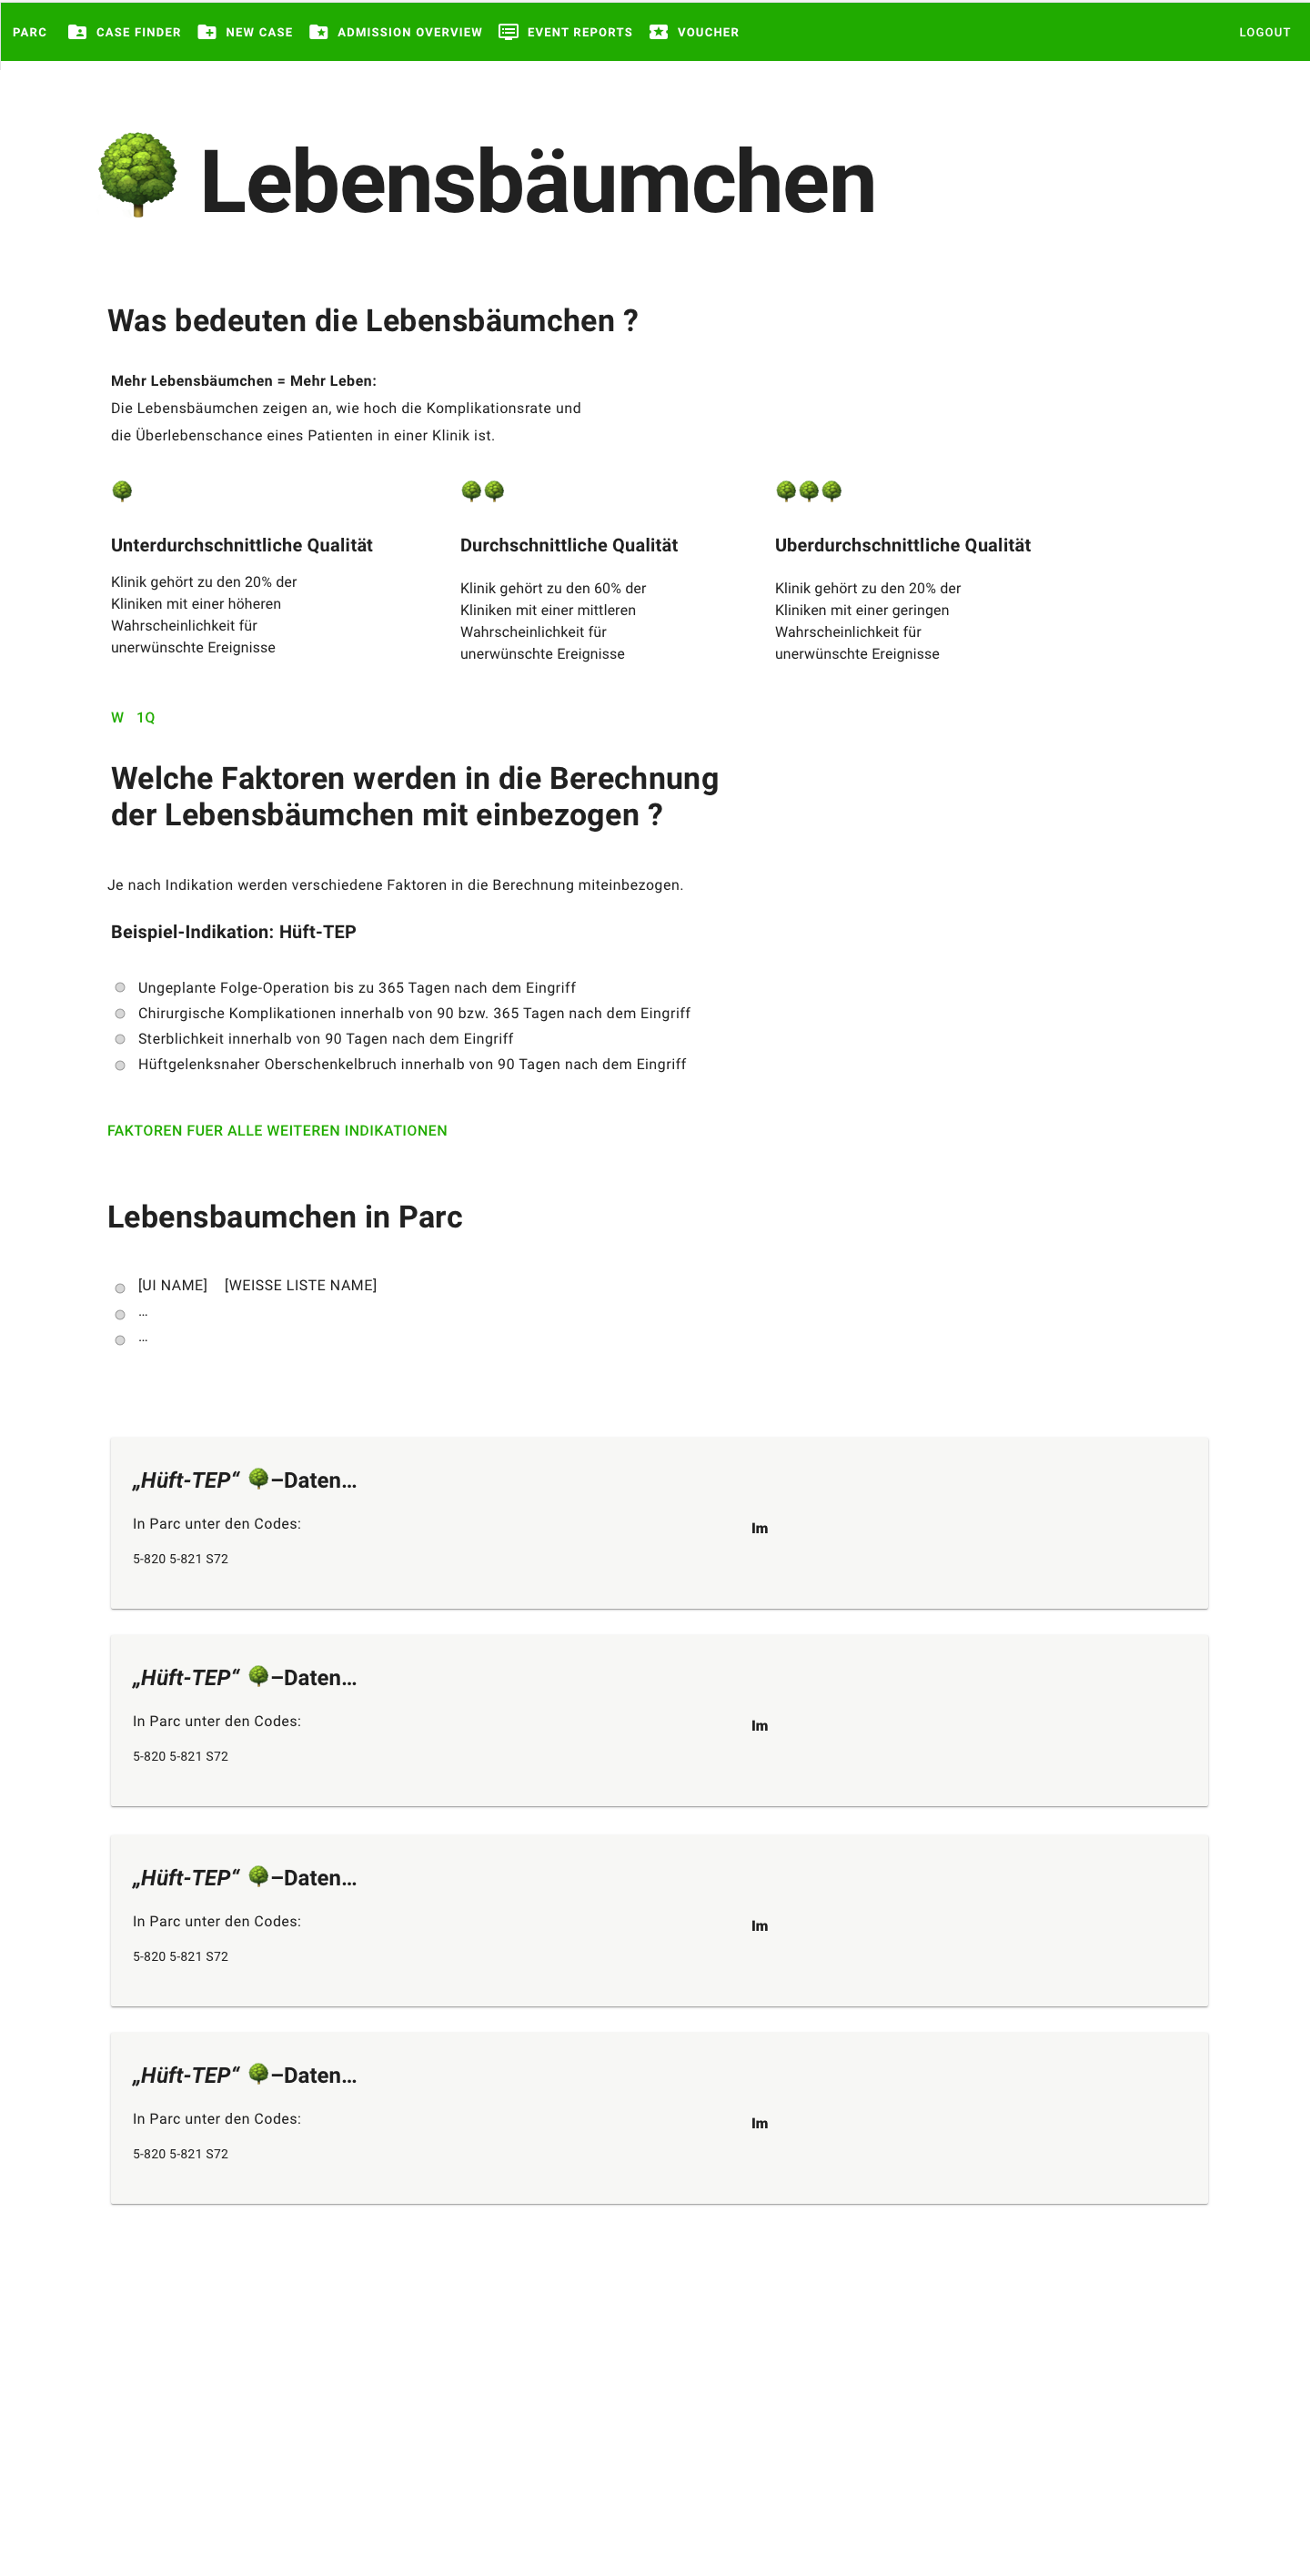 PARC CASE FINDER NEW CASE ADMISSION OVERVIEW EVENT REPORTS VOUCHER LOGOUT
Lebensbäumchen
Was bedeuten die Lebensbäumchen ?
Mehr Lebensbäumchen = Mehr Leben:
Die Lebensbäumchen zeigen an, wie hoch die Komplikationsrate und
die Überlebenschance eines Patienten in einer Klinik ist.
Unterdurchschnittliche Qualität
Klinik gehört zu den 20% der
Kliniken mit einer höheren
Wahrscheinlichkeit für
unerwünschte Ereignisse
Durchschnittliche Qualität
Klinik gehört zu den 60% der
Kliniken mit einer mittleren
Wahrscheinlichkeit für
unerwünschte Ereignisse
Uberdurchschnittliche Qualität
Klinik gehört zu den 20% der
Kliniken mit einer geringen
Wahrscheinlichkeit für
unerwünschte Ereignisse
W 1Q
Welche Faktoren werden in die Berechnung
der Lebensbäumchen mit einbezogen ?
Je nach Indikation werden verschiedene Faktoren in die Berechnung miteinbezogen.
Beispiel-Indikation: Hüft-TEP
Ungeplante Folge-Operation bis zu 365 Tagen nach dem Eingriff
Chirurgische Komplikationen innerhalb von 90 bzw. 365 Tagen nach dem Eingriff
Sterblichkeit innerhalb von 90 Tagen nach dem Eingriff
Hüftgelenksnaher Oberschenkelbruch innerhalb von 90 Tagen nach dem Eingriff
FAKTOREN FUER ALLE WEITEREN INDIKATIONEN
Lebensbaumchen in Parc
[UI NAME] [WEISSE LISTE NAME]
...
...
„Hüft-TEP“ –Daten...
In Parc unter den Codes:
Im
5-820 5-821 S72
„Hüft-TEP“ –Daten...
In Parc unter den Codes:
Im
5-820 5-821 S72
„Hüft-TEP“ –Daten...
In Parc unter den Codes:
Im
5-820 5-821 S72
„Hüft-TEP“ –Daten...
In Parc unter den Codes:
Im
5-820 5-821 S72